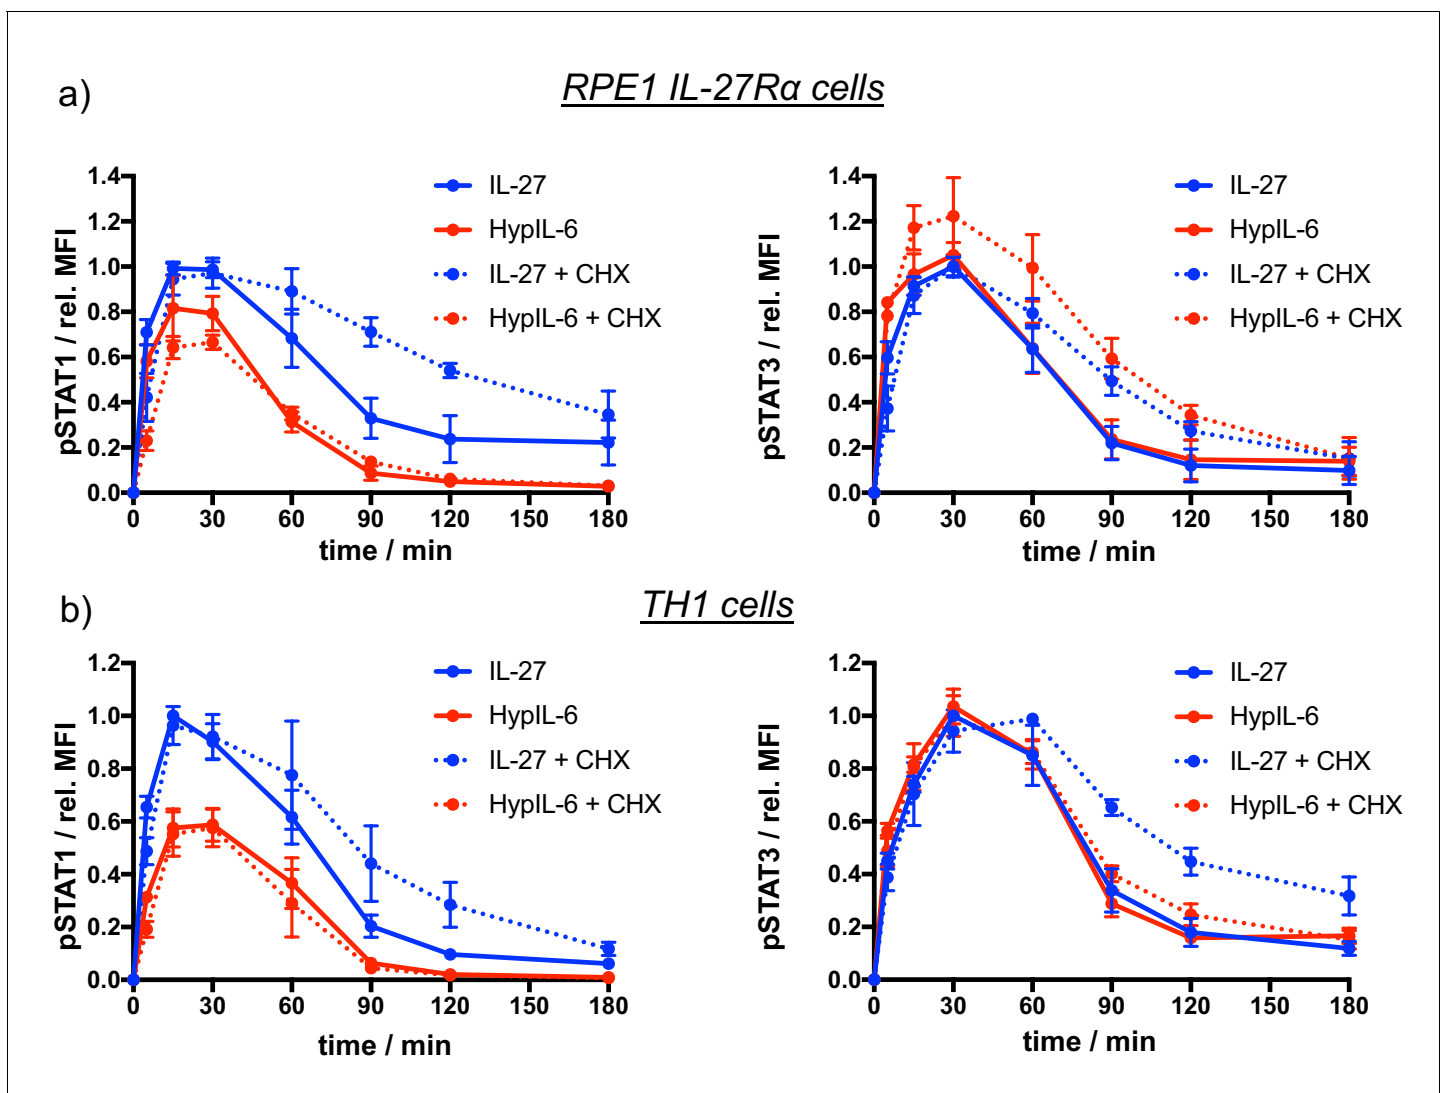 a)
RPE1 IL-27Rα cells
pSTAT1 / rel. MFI
1.4
1.2
1.0
0.8
0.6
0.4
0.2
0.0
0 30 60 90 120 150 180
time / min
IL-27
HypIL-6
IL-27 + CHX
HypIL-6 + CHX
pSTAT3 / rel. MFI
1.4
1.2
1.0
0.8
0.6
0.4
0.2
0.0
0 30 60 90 120 150 180
time / min
IL-27
HypIL-6
IL-27 + CHX
HypIL-6 + CHX
b)
TH1 cells
pSTAT1 / rel. MFI
1.2
1.0
0.8
0.6
0.4
0.2
0.0
0 30 60 90 120 150 180
time / min
IL-27
HypIL-6
IL-27 + CHX
HypIL-6 + CHX
pSTAT3 / rel. MFI
1.2
1.0
0.8
0.6
0.4
0.2
0.0
0 30 60 90 120 150 180
time / min
IL-27
HypIL-6
IL-27 + CHX
HypIL-6 + CHX